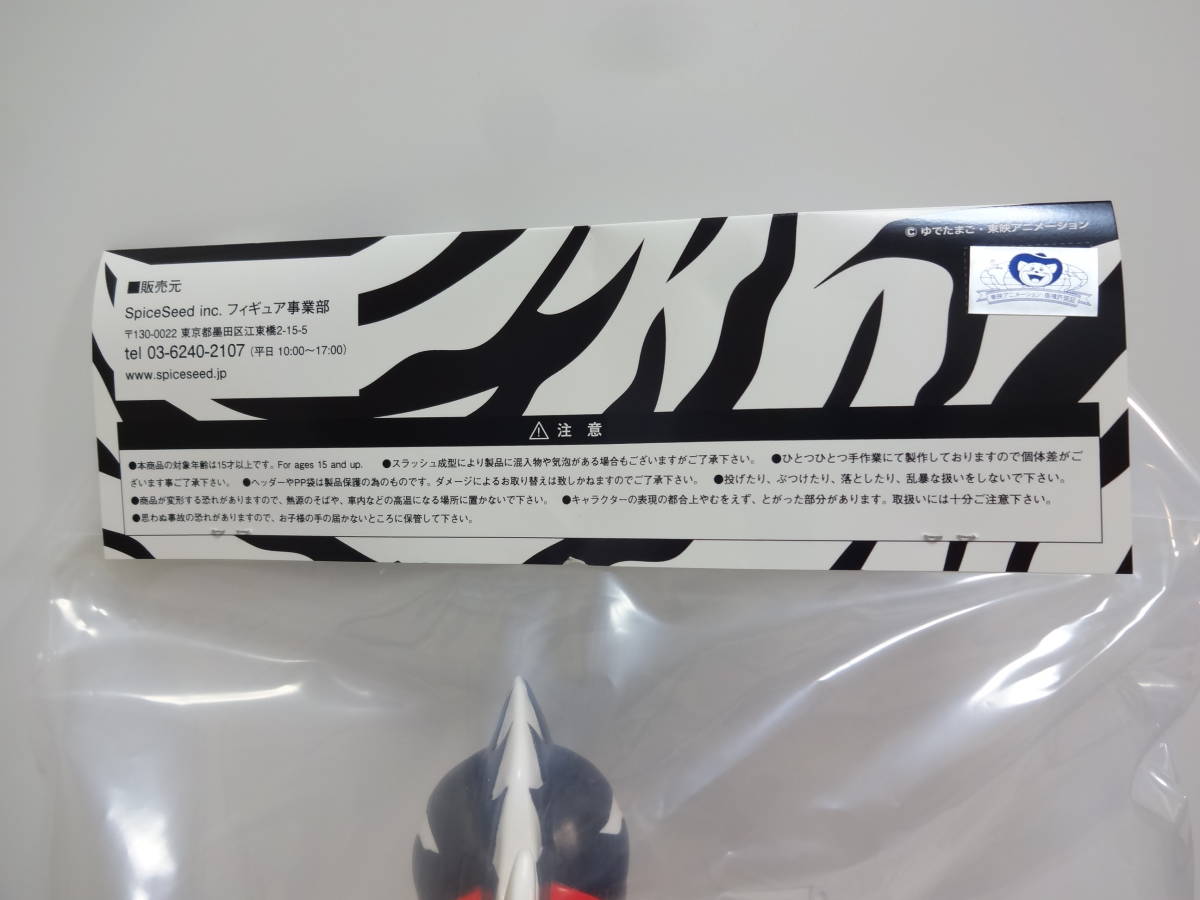 © ゆでたまご・東映アニメーション
東映アニメーション 版権許諾証
■販売元
SpiceSeed inc. フィギュア事業部
〒130-0022 東京都墨田区江東橋2-15-5
tel 03-6240-2107 (平日 10:00～17:00)
www.spiceseed.jp
⚠ 注 意
●本商品の対象年齢は15才以上です。For ages 15 and up. ●スラッシュ成型により製品に混入物や気泡がある場合もございますがご了承下さい。 ●ひとつひとつ手作業にて製作しておりますので個体差がご
ざいます事ご了承下さい。 ●ヘッダーやPP袋は製品保護の為のものです。ダメージによるお取り替えは致しかねますのでご了承下さい。 ●投げたり、ぶつけたり、落としたり、乱暴な扱いをしないで下さい。
●商品が変形する恐れがありますので、熱源のそばや、車内などの高温になる場所に置かないで下さい。 ●キャラクターの表現の都合上やむをえず、とがった部分があります。取扱いには十分ご注意下さい。
●思わぬ事故の恐れがありますので、お子様の手の届かないところに保管して下さい。